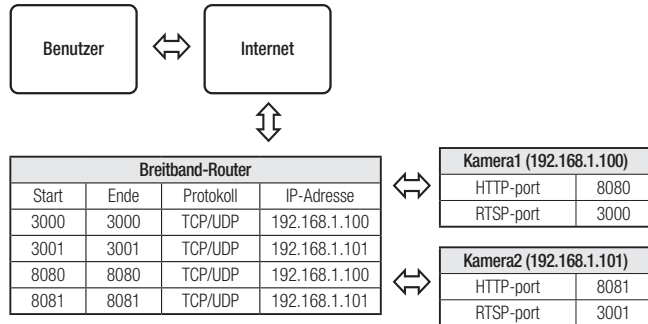 Benutzer
Internet
Breitband-Router
Start Ende Protokoll IP-Adresse
3000 3000 TCP/UDP 192.168.1.100
3001 3001 TCP/UDP 192.168.1.101
8080 8080 TCP/UDP 192.168.1.100
8081 8081 TCP/UDP 192.168.1.101
Kamera1 (192.168.1.100)
HTTP-port 8080
RTSP-port 3000
Kamera2 (192.168.1.101)
HTTP-port 8081
RTSP-port 3001